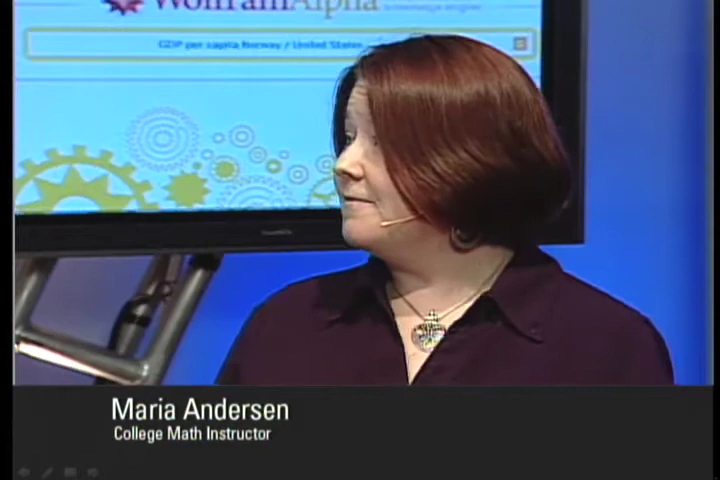 WolframAlpha
GDP per capita Norway / United States
Maria Andersen
College Math Instructor